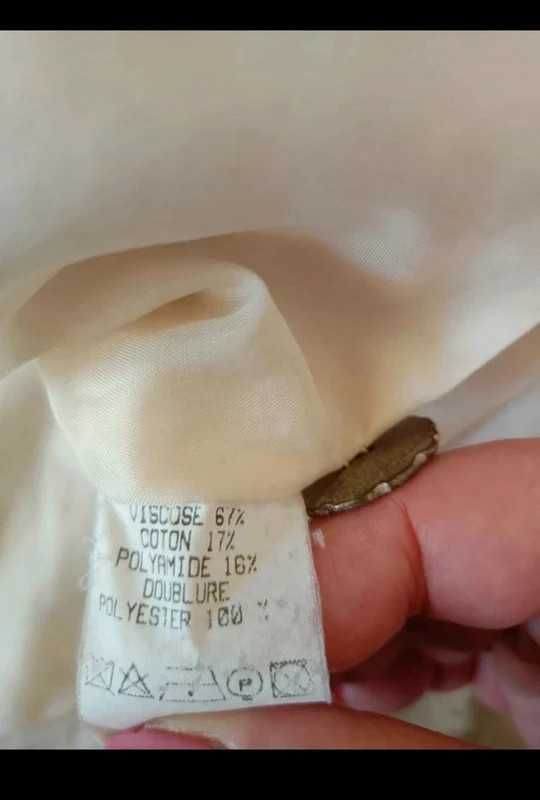 VISCOSE 67%
COTON 17%
POLYAMIDE 16%
DOUBLURE
POLYESTER 100 %
P